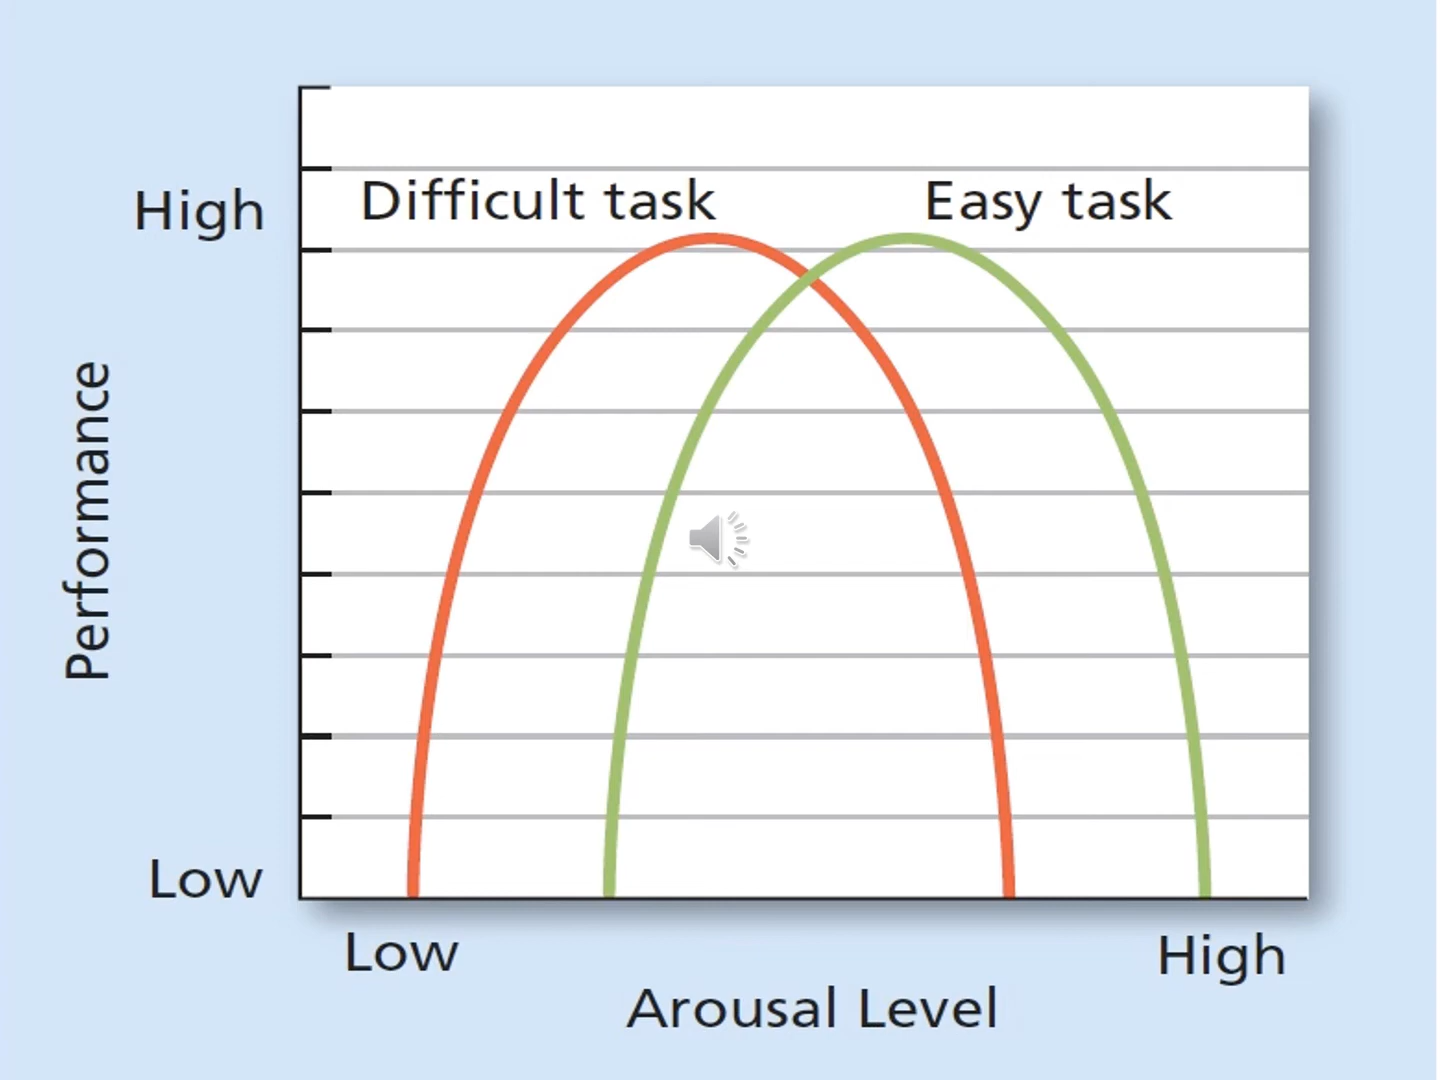 Difficult task
Easy task
High
Performance
Low
Low
High
Arousal Level